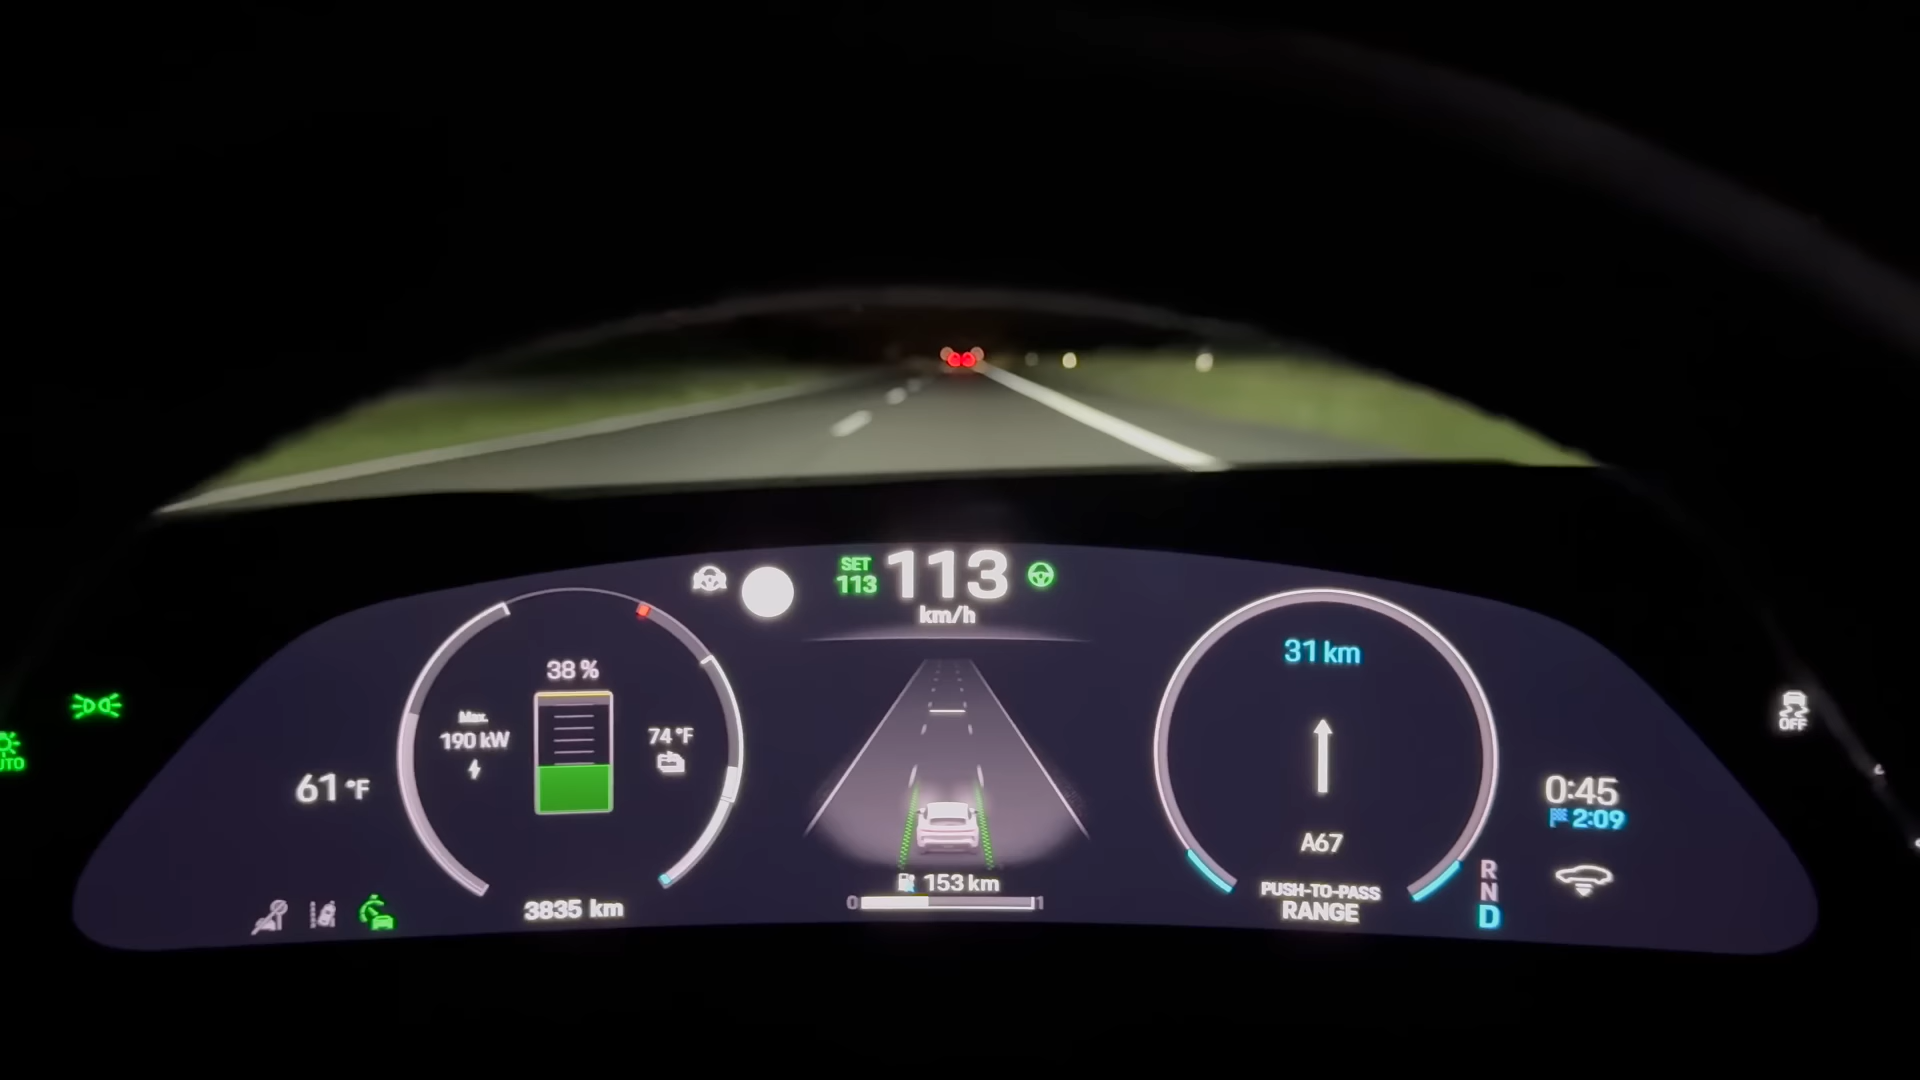 SET
113
113
km/h
38 %
Max.
190 kW
74 °F
61 °F
3835 km
153 km
0
1
31 km
A67
PUSH-TO-PASS
RANGE
0:45
2:09
R
N
D
OFF